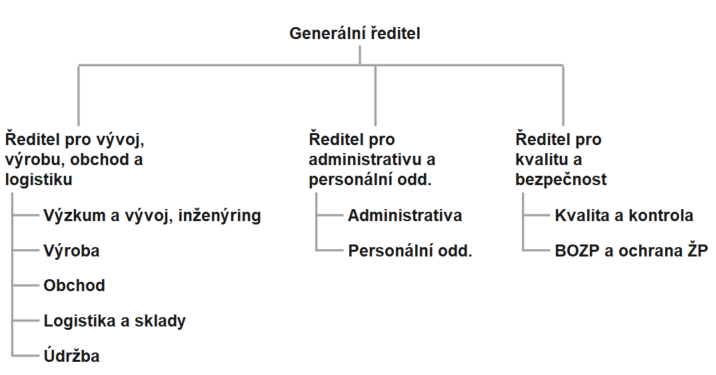 Generální ředitel
Ředitel pro vývoj,
výrobu, obchod a
logistiku
Výzkum a vývoj, inženýring
Výroba
Obchod
Logistika a sklady
Údržba
Ředitel pro
administrativu a
personální odd.
Administrativa
Personální odd.
Ředitel pro
kvalitu a
bezpečnost
Kvalita a kontrola
BOZP a ochrana ŽP